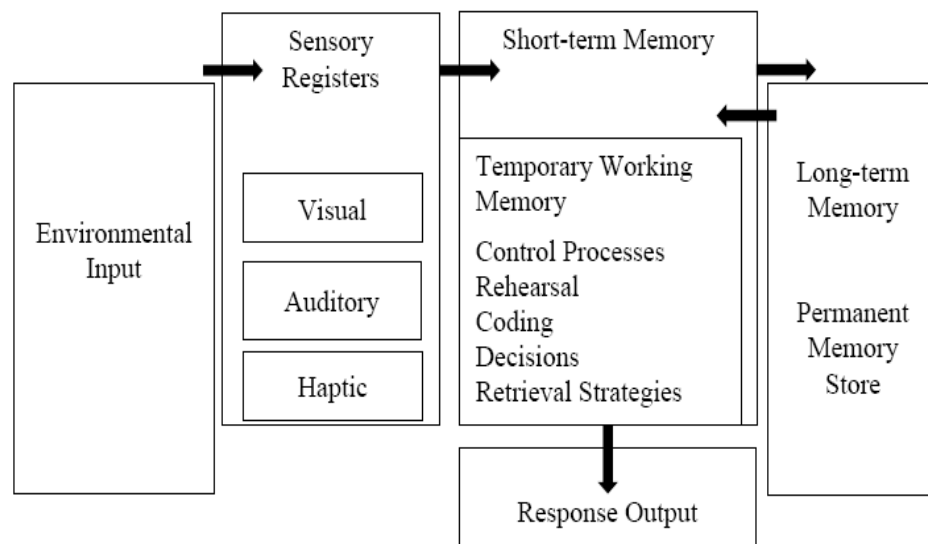 Environmental
Input
Sensory
Registers
Visual
Auditory
Haptic
Short-term Memory
Temporary Working
Memory
Control Processes
Rehearsal
Coding
Decisions
Retrieval Strategies
Response Output
Long-term
Memory
Permanent
Memory
Store